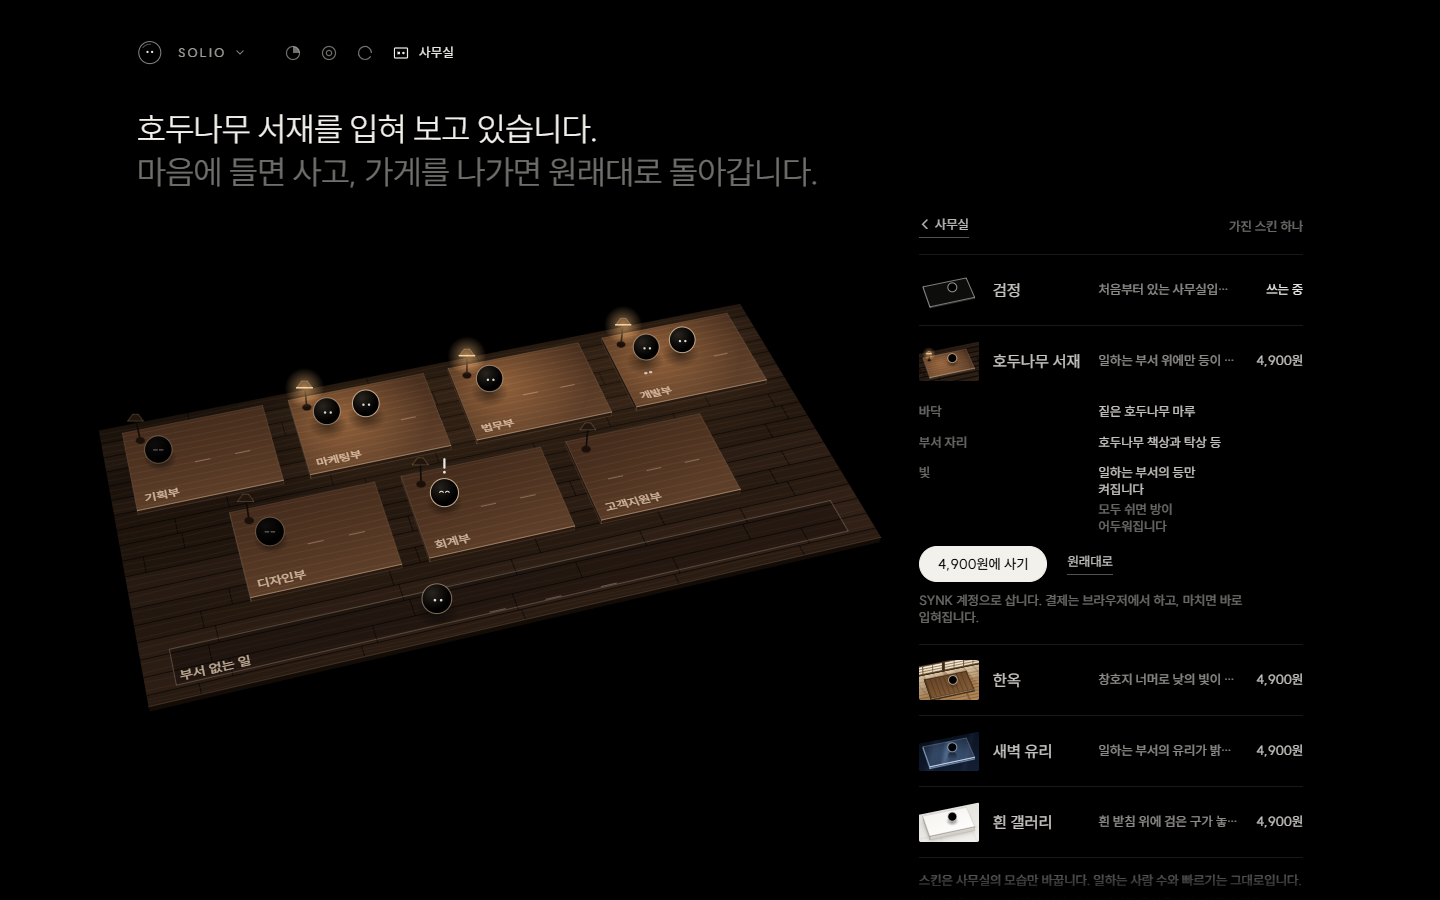 SOLIO
사무실
호두나무 서재를 입혀 보고 있습니다.
마음에 들면 사고, 가게를 나가면 원래대로 돌아갑니다.
사무실
가진 스킨 하나
검정
처음부터 있는 사무실입…
쓰는 중
호두나무 서재
일하는 부서 위에만 등이 …
4,900원
바닥
짙은 호두나무 마루
부서 자리
호두나무 책상과 탁상 등
빛
일하는 부서의 등만
켜집니다
모두 쉬면 방이
어두워집니다
4,900원에 사기
원래대로
SYNK 계정으로 삽니다. 결제는 브라우저에서 하고, 마치면 바로
입혀집니다.
한옥
창호지 너머로 낮의 빛이 …
4,900원
새벽 유리
일하는 부서의 유리가 밝…
4,900원
흰 갤러리
흰 받침 위에 검은 구가 놓…
4,900원
스킨은 사무실의 모습만 바꿉니다. 일하는 사람 수와 빠르기는 그대로입니다.
기획부
마케팅부
법무부
개발부
디자인부
회계부
!
고객지원부
부서 없는 일